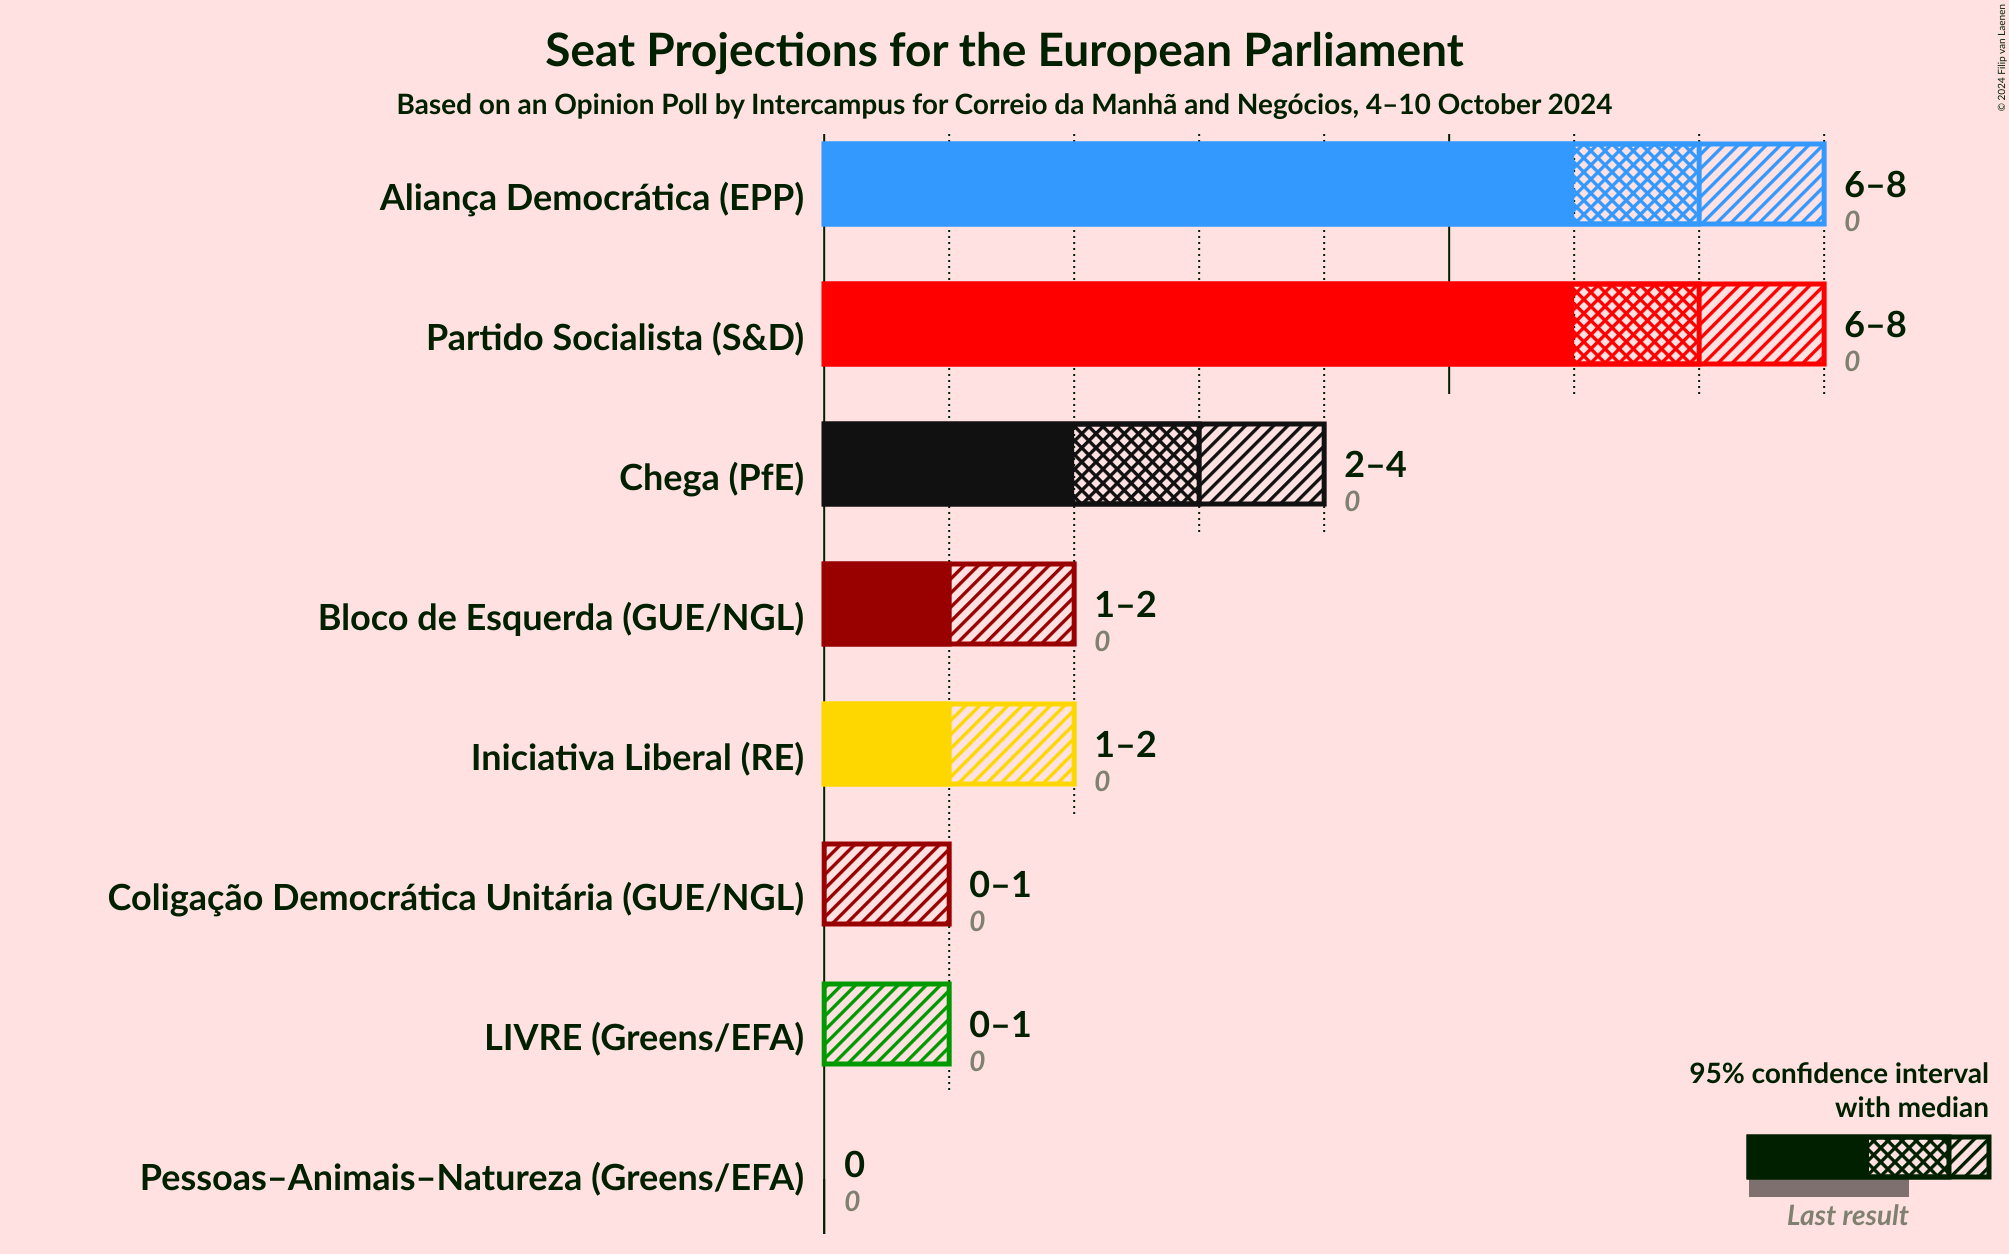 Seat Projections for the European Parliament
Based on an Opinion Poll by Intercampus for Correio da Manhã and Negócios, 4–10 October 2024
© 2024 Filip van Laenen
Aliança Democrática (EPP)
6–8
0
Partido Socialista (S&D)
6–8
0
Chega (PfE)
2–4
0
Bloco de Esquerda (GUE/NGL)
1–2
0
Iniciativa Liberal (RE)
1–2
0
Coligação Democrática Unitária (GUE/NGL)
0–1
0
LIVRE (Greens/EFA)
0–1
0
Pessoas–Animais–Natureza (Greens/EFA)
0
0
95% confidence interval
with median
Last result